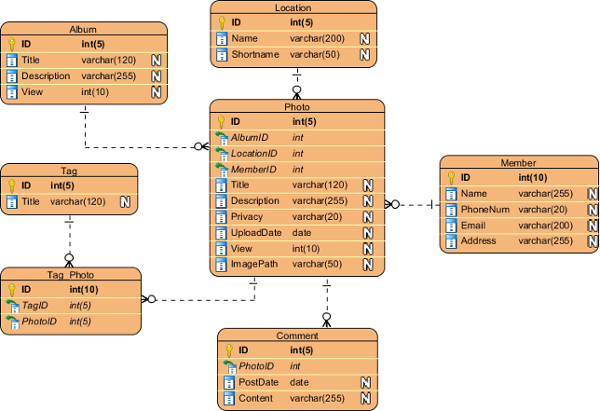 Location
ID int(5)
Name varchar(200) N
Shortname varchar(50) N
Album
ID int(5)
Title varchar(120) N
Description varchar(255) N
View int(10) N
Photo
ID int(5)
AlbumID int
LocationID int
MemberID int
Title varchar(120) N
Description varchar(255) N
Privacy varchar(20) N
UploadDate date N
View int(10) N
ImagePath varchar(50) N
Tag
ID int(5)
Title varchar(120) N
Member
ID int(10)
Name varchar(255) N
PhoneNum varchar(20) N
Email varchar(200) N
Address varchar(255) N
Tag_Photo
ID int(10)
TagID int(5)
PhotoID int(5)
Comment
ID int(5)
PhotoID int
PostDate date N
Content varchar(255) N